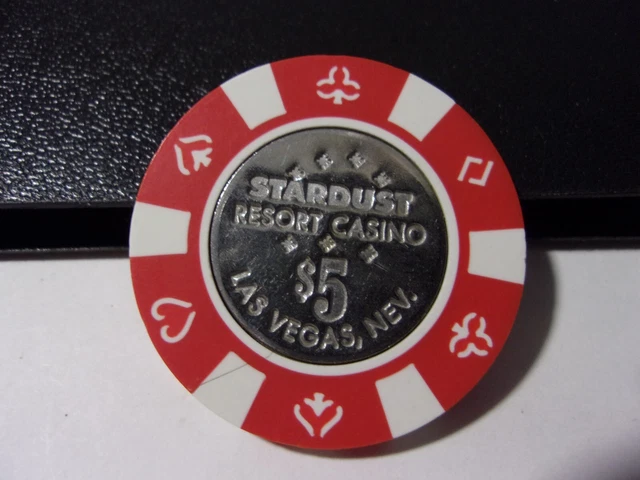 STARDUST
RESORT CASINO
$5
LAS VEGAS, NEV.